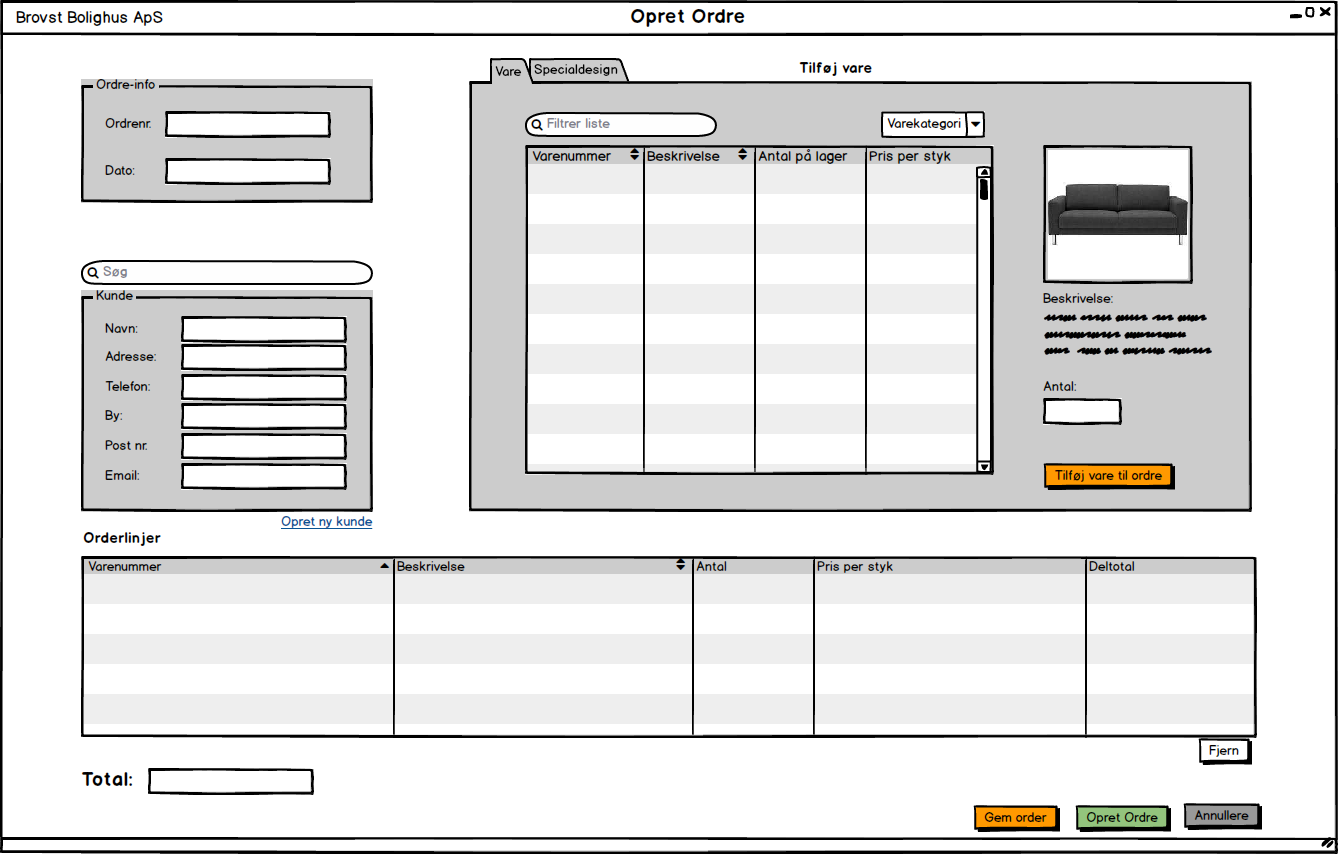 Brovst Bolighus ApS
Opret Ordre
Ordre-info
Ordrenr.
Dato:
Søg
Kunde
Navn:
Adresse:
Telefon:
By:
Post nr.
Email:
Opret ny kunde
Vare
Specialdesign
Tilføj vare
Filtrer liste
Varekategori
Varenummer Beskrivelse Antal på lager Pris per styk
Beskrivelse:
Antal:
Tilføj vare til ordre
Orderlinjer
Varenummer Beskrivelse Antal Pris per styk Deltotal
Fjern
Total:
Gem order
Opret Ordre
Annullere